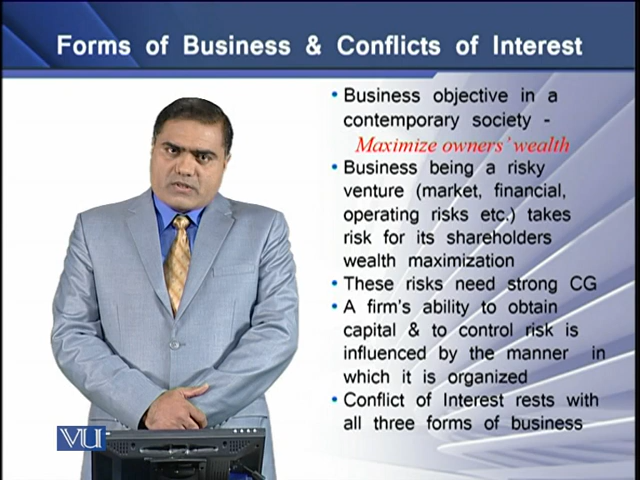 Forms of Business & Conflicts of Interest
• Business objective in a
contemporary society -
Maximize owners' wealth
• Business being a risky
venture (market, financial,
operating risks etc.) takes
risk for its shareholders
wealth maximization
• These risks need strong CG
• A firm's ability to obtain
capital & to control risk is
influenced by the manner in
which it is organized
• Conflict of Interest rests with
all three forms of business
VU